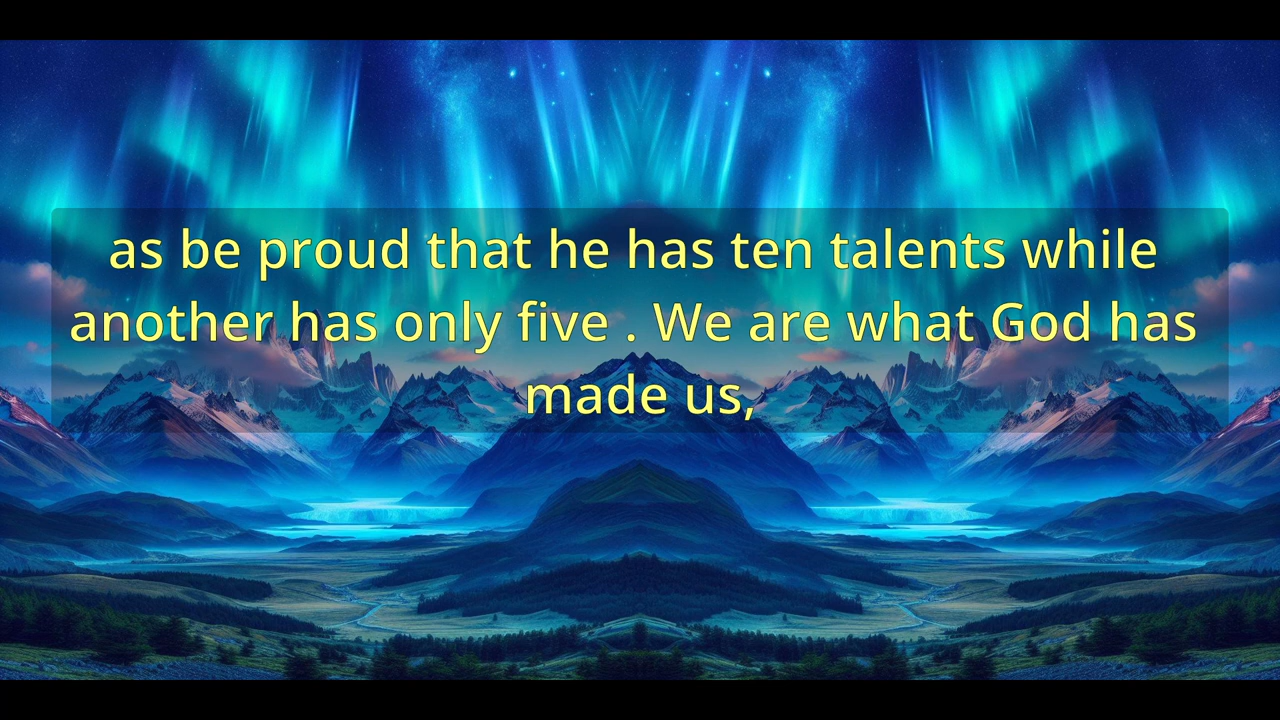 as be proud that he has ten talents while
another has only five . We are what God has
made us,